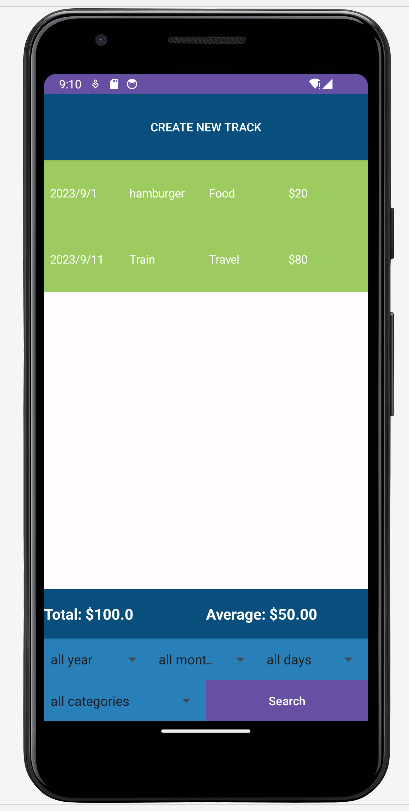 9:10
CREATE NEW TRACK
2023/9/1 hamburger Food $20
2023/9/11 Train Travel $80
Total: $100.0 Average: $50.00
all year all mont.. all days
all categories Search